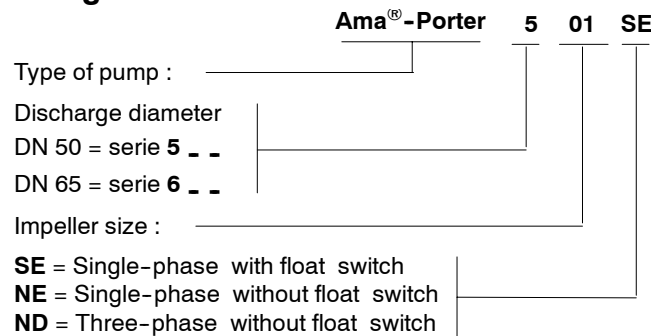 Ama®-Porter 5 01 SE
Type of pump :
Discharge diameter
DN 50 = serie 5 _ _
DN 65 = serie 6 _ _
Impeller size :
SE = Single-phase with float switch
NE = Single-phase without float switch
ND = Three-phase without float switch